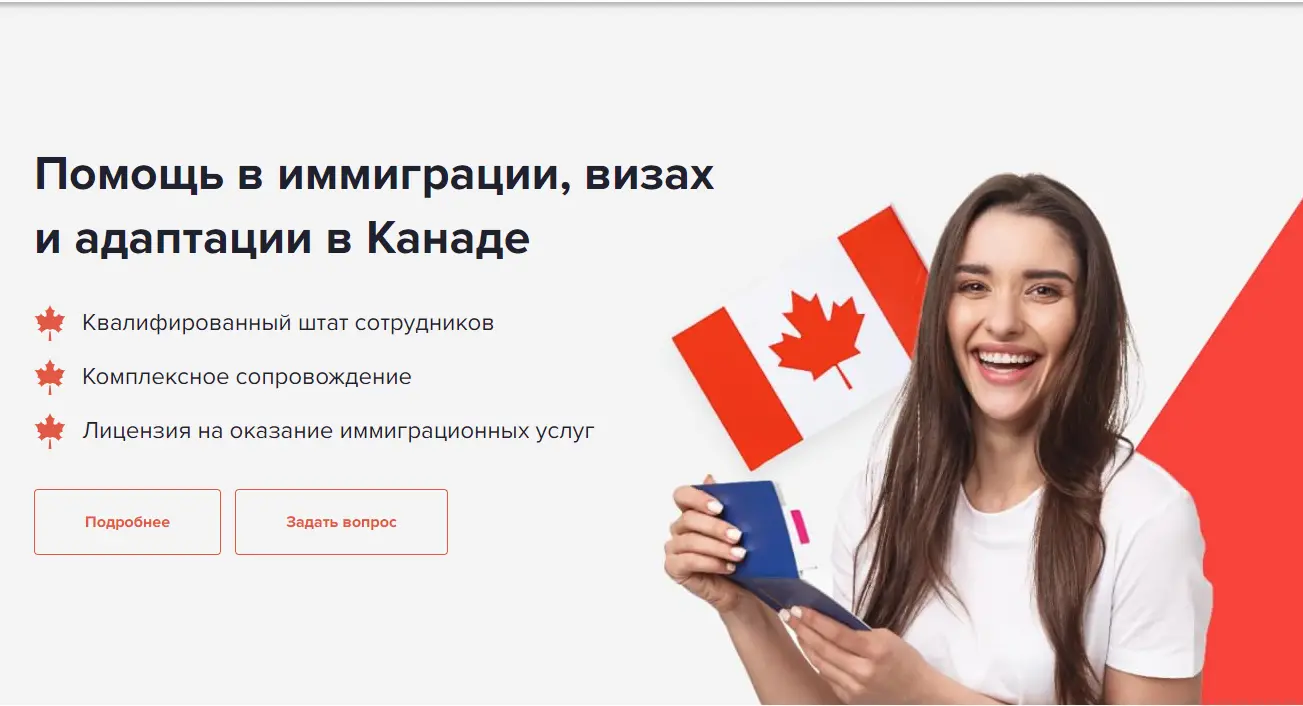 Помощь в иммиграции, визах
и адаптации в Канаде
Квалифированный штат сотрудников
Комплексное сопровождение
Лицензия на оказание иммиграционных услуг
Подробнее
Задать вопрос